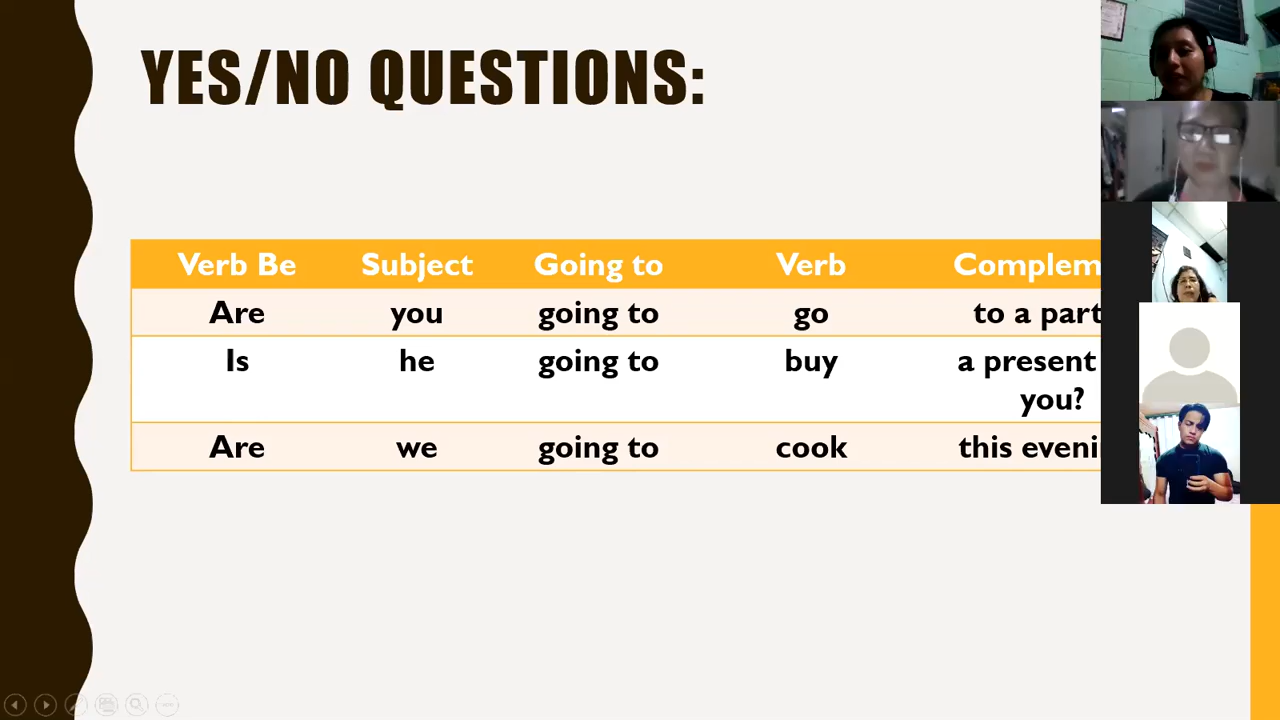 YES/NO QUESTIONS:
Verb Be Subject Going to Verb Complem
Are you going to go to a part
Is he going to buy a present
you?
Are we going to cook this eveni